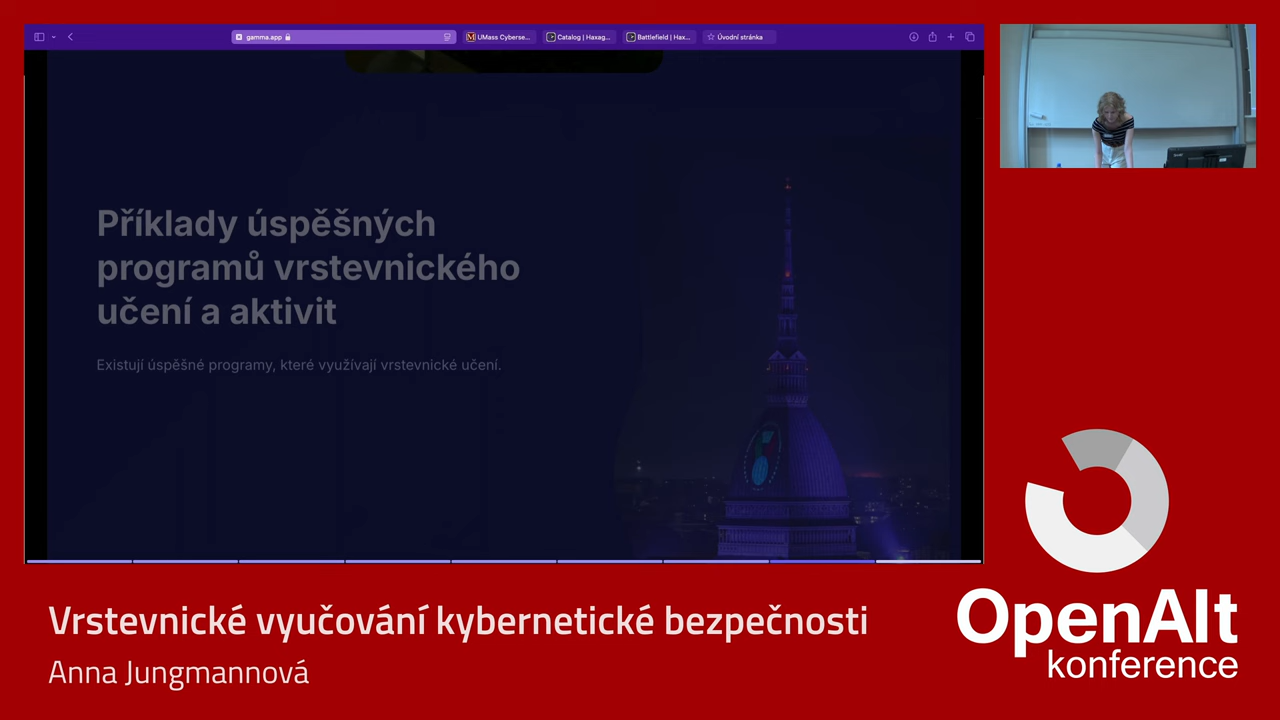 gamma.app
UMass Cyberse...
Catalog | Haxag...
Battlefield | Hax...
Úvodní stránka
Příklady úspěšných
programů vrstevnického
učení a aktivit
Existují úspěšné programy, které využívají vrstevnické učení.
Vrstevnické vyučování kybernetické bezpečnosti
Anna Jungmannová
OpenAlt
konference